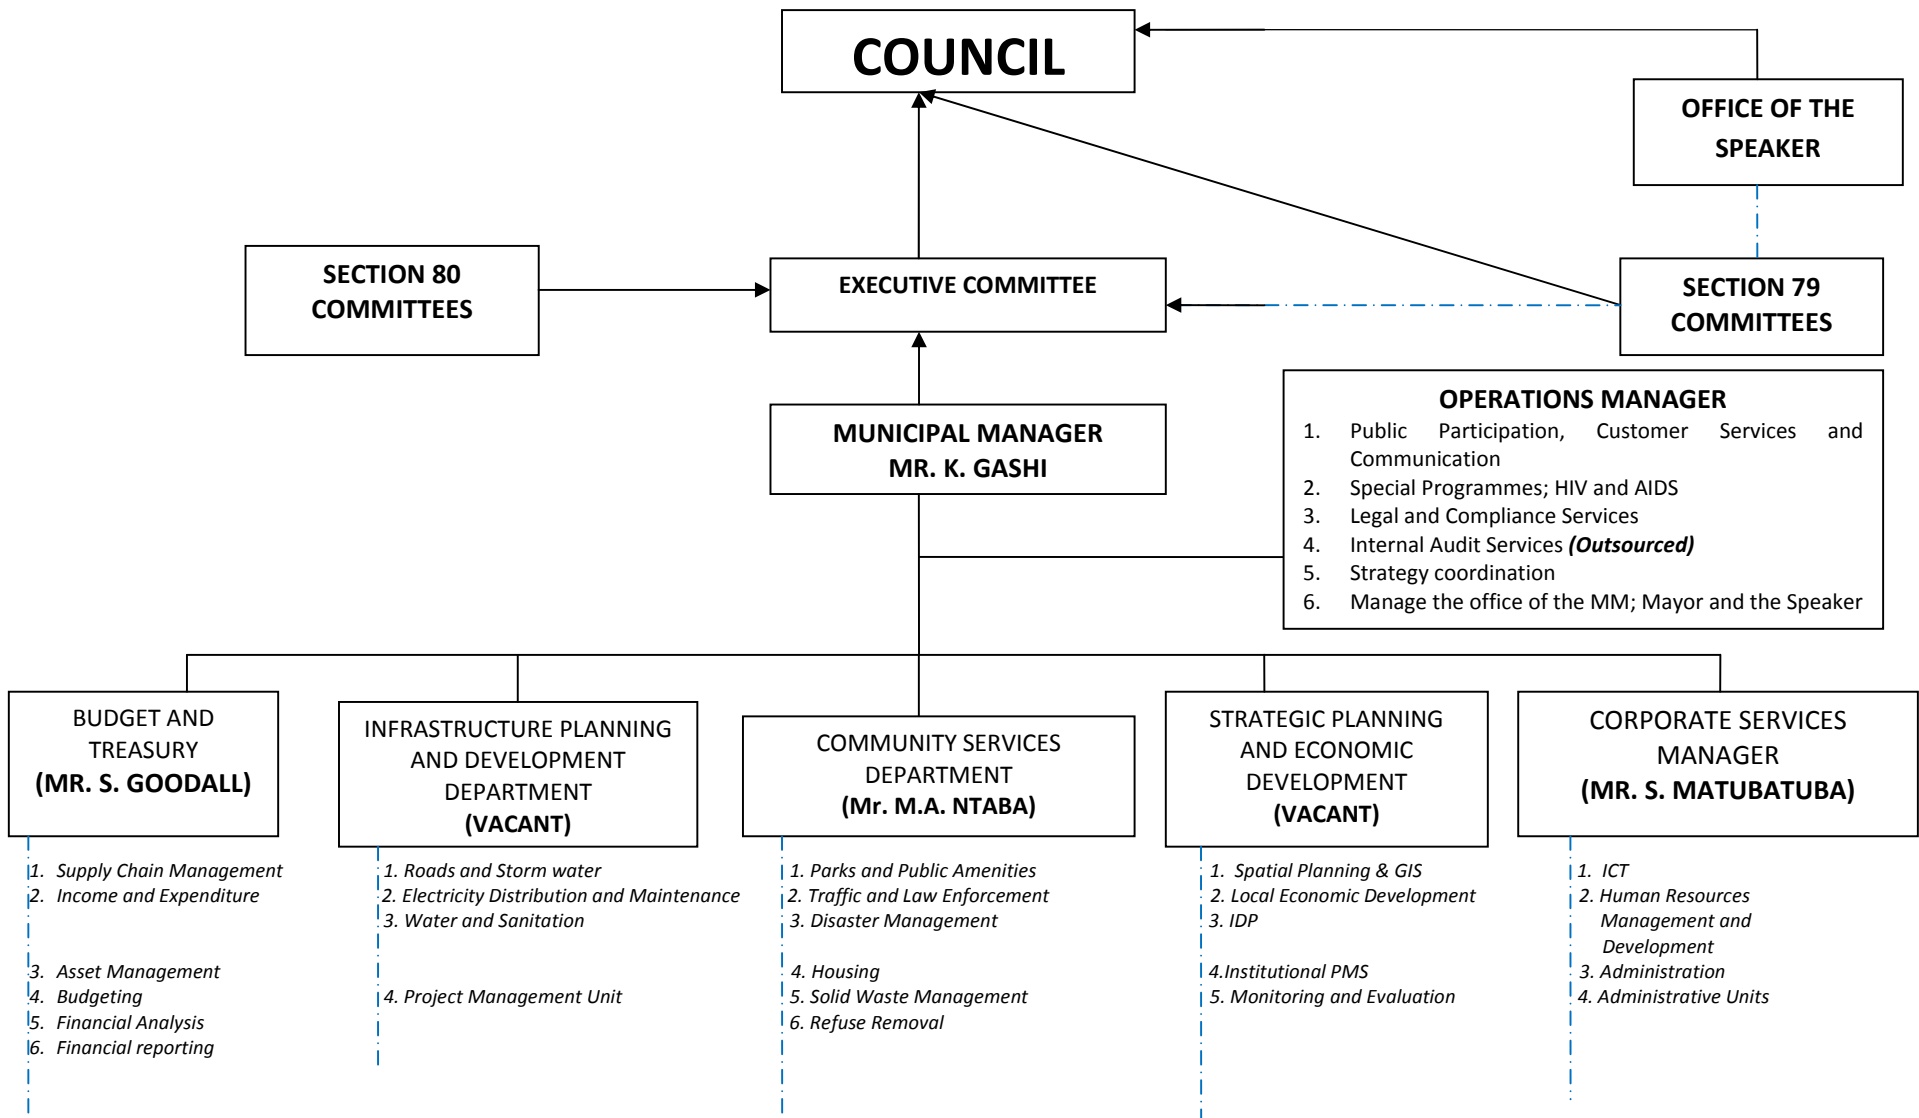 COUNCIL
OFFICE OF THE
SPEAKER
SECTION 80
COMMITTEES
EXECUTIVE COMMITTEE
SECTION 79
COMMITTEES
MUNICIPAL MANAGER
MR. K. GASHI
OPERATIONS MANAGER
1. Public Participation, Customer Services and
Communication
2. Special Programmes; HIV and AIDS
3. Legal and Compliance Services
4. Internal Audit Services (Outsourced)
5. Strategy coordination
6. Manage the office of the MM; Mayor and the Speaker
BUDGET AND
TREASURY
(MR. S. GOODALL)
1. Supply Chain Management
2. Income and Expenditure
3. Asset Management
4. Budgeting
5. Financial Analysis
6. Financial reporting
INFRASTRUCTURE PLANNING
AND DEVELOPMENT
DEPARTMENT
(VACANT)
1. Roads and Storm water
2. Electricity Distribution and Maintenance
3. Water and Sanitation
4. Project Management Unit
COMMUNITY SERVICES
DEPARTMENT
(Mr. M.A. NTABA)
1. Parks and Public Amenities
2. Traffic and Law Enforcement
3. Disaster Management
4. Housing
5. Solid Waste Management
6. Refuse Removal
STRATEGIC PLANNING
AND ECONOMIC
DEVELOPMENT
(VACANT)
1. Spatial Planning & GIS
2. Local Economic Development
3. IDP
4.Institutional PMS
5. Monitoring and Evaluation
CORPORATE SERVICES
MANAGER
(MR. S. MATUBATUBA)
1. ICT
2. Human Resources
Management and
Development
3. Administration
4. Administrative Units